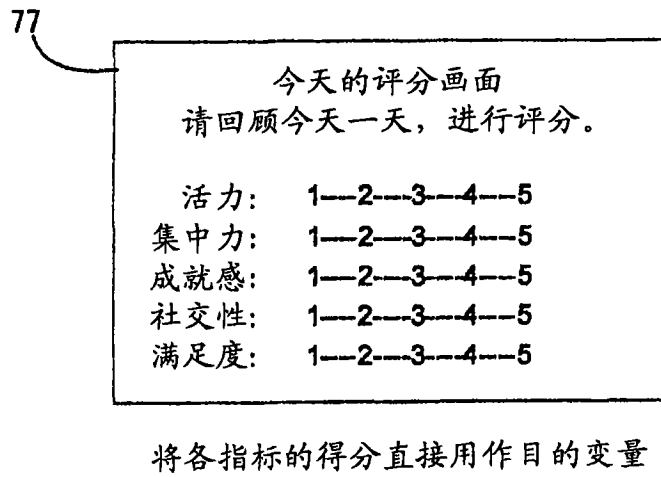 77
今天的评分画面
请回顾今天一天，进行评分。
活力： 1---2---3---4---5
集中力： 1---2---3---4---5
成就感： 1---2---3---4---5
社交性： 1---2---3---4---5
满足度： 1---2---3---4---5
将各指标的得分直接用作目的变量